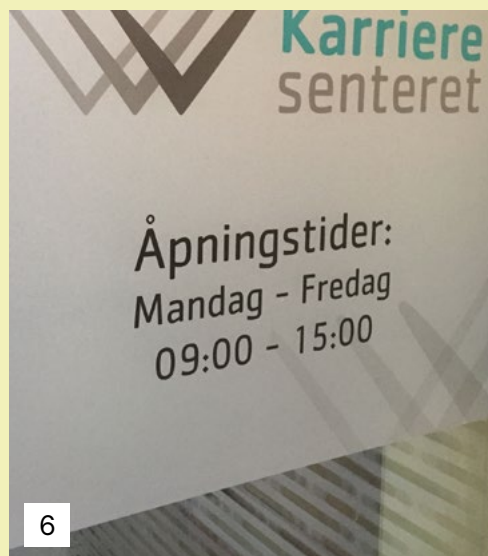 Karriere
senteret
Åpningstider:
Mandag - Fredag
09:00 - 15:00
6